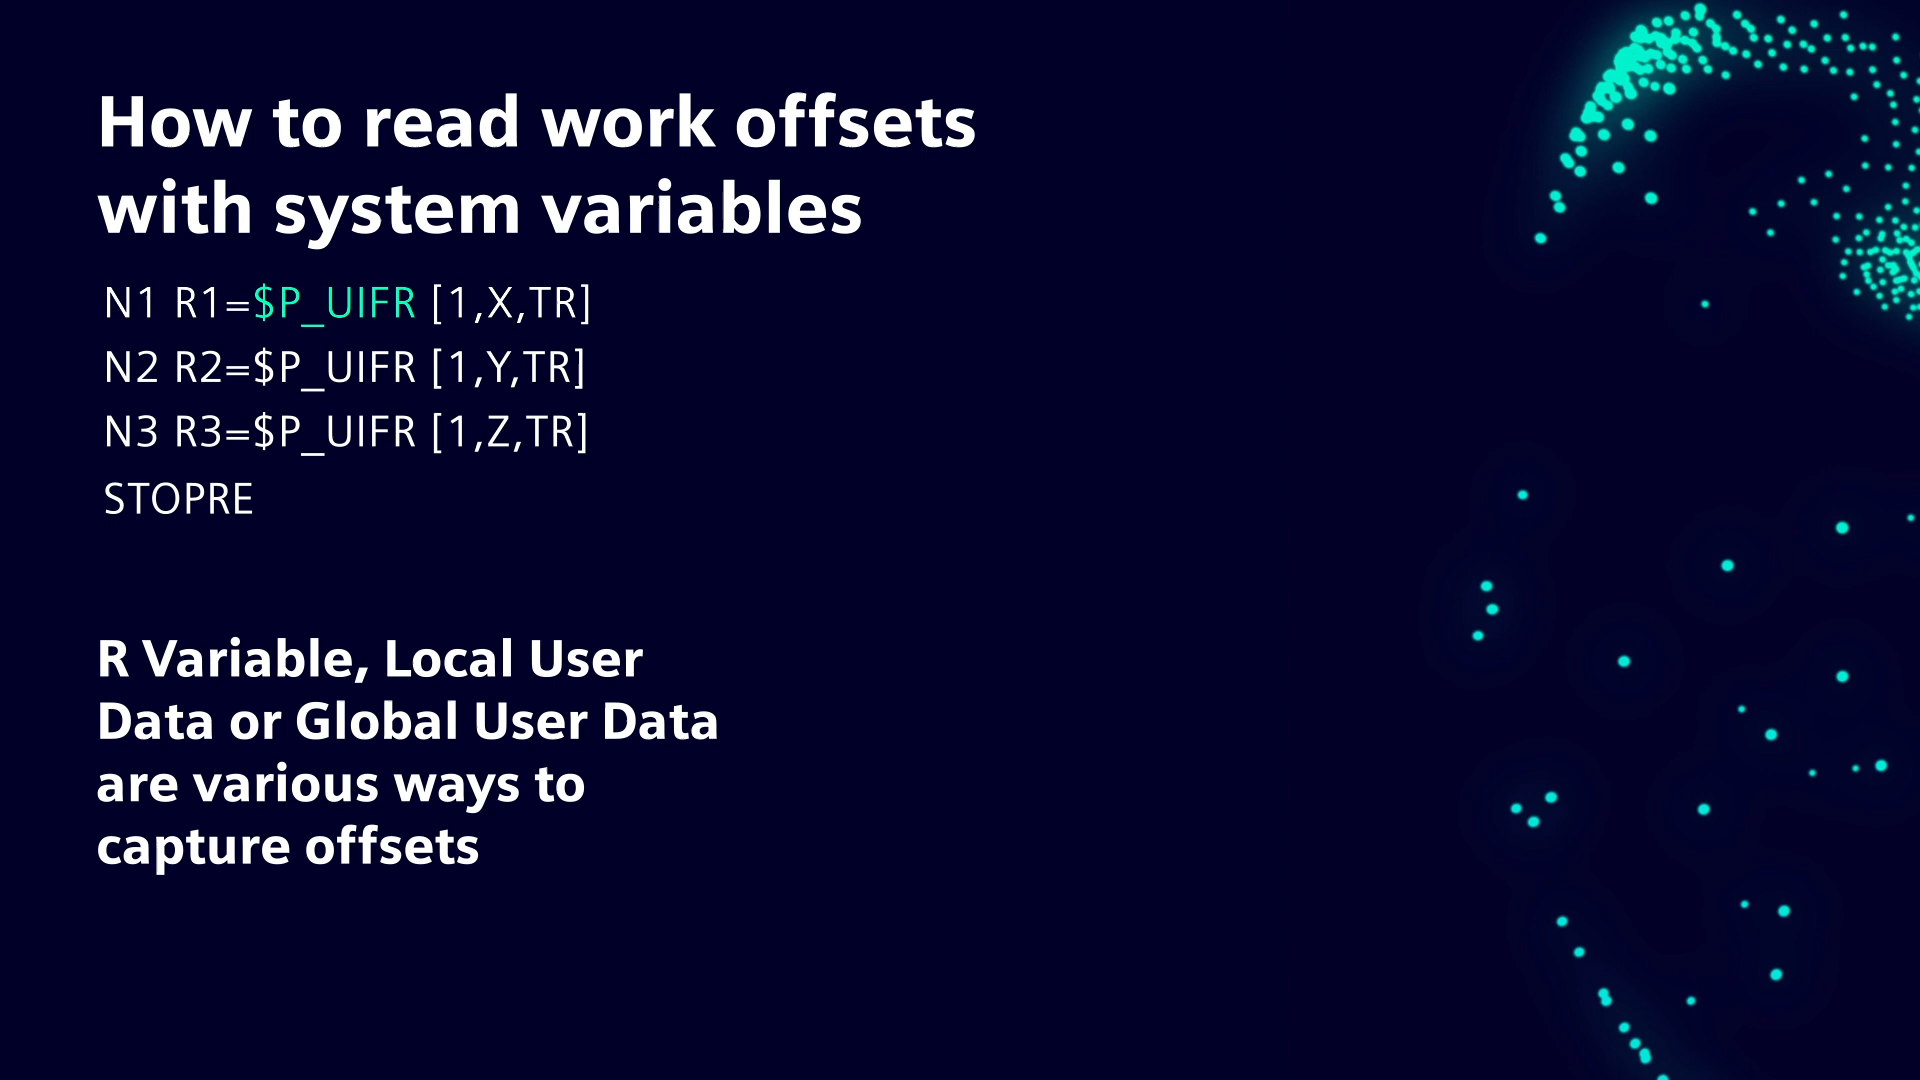 How to read work offsets
with system variables
N1 R1=$P_UIFR [1,X,TR]
N2 R2=$P_UIFR [1,Y,TR]
N3 R3=$P_UIFR [1,Z,TR]
STOPRE
R Variable, Local User
Data or Global User Data
are various ways to
capture offsets